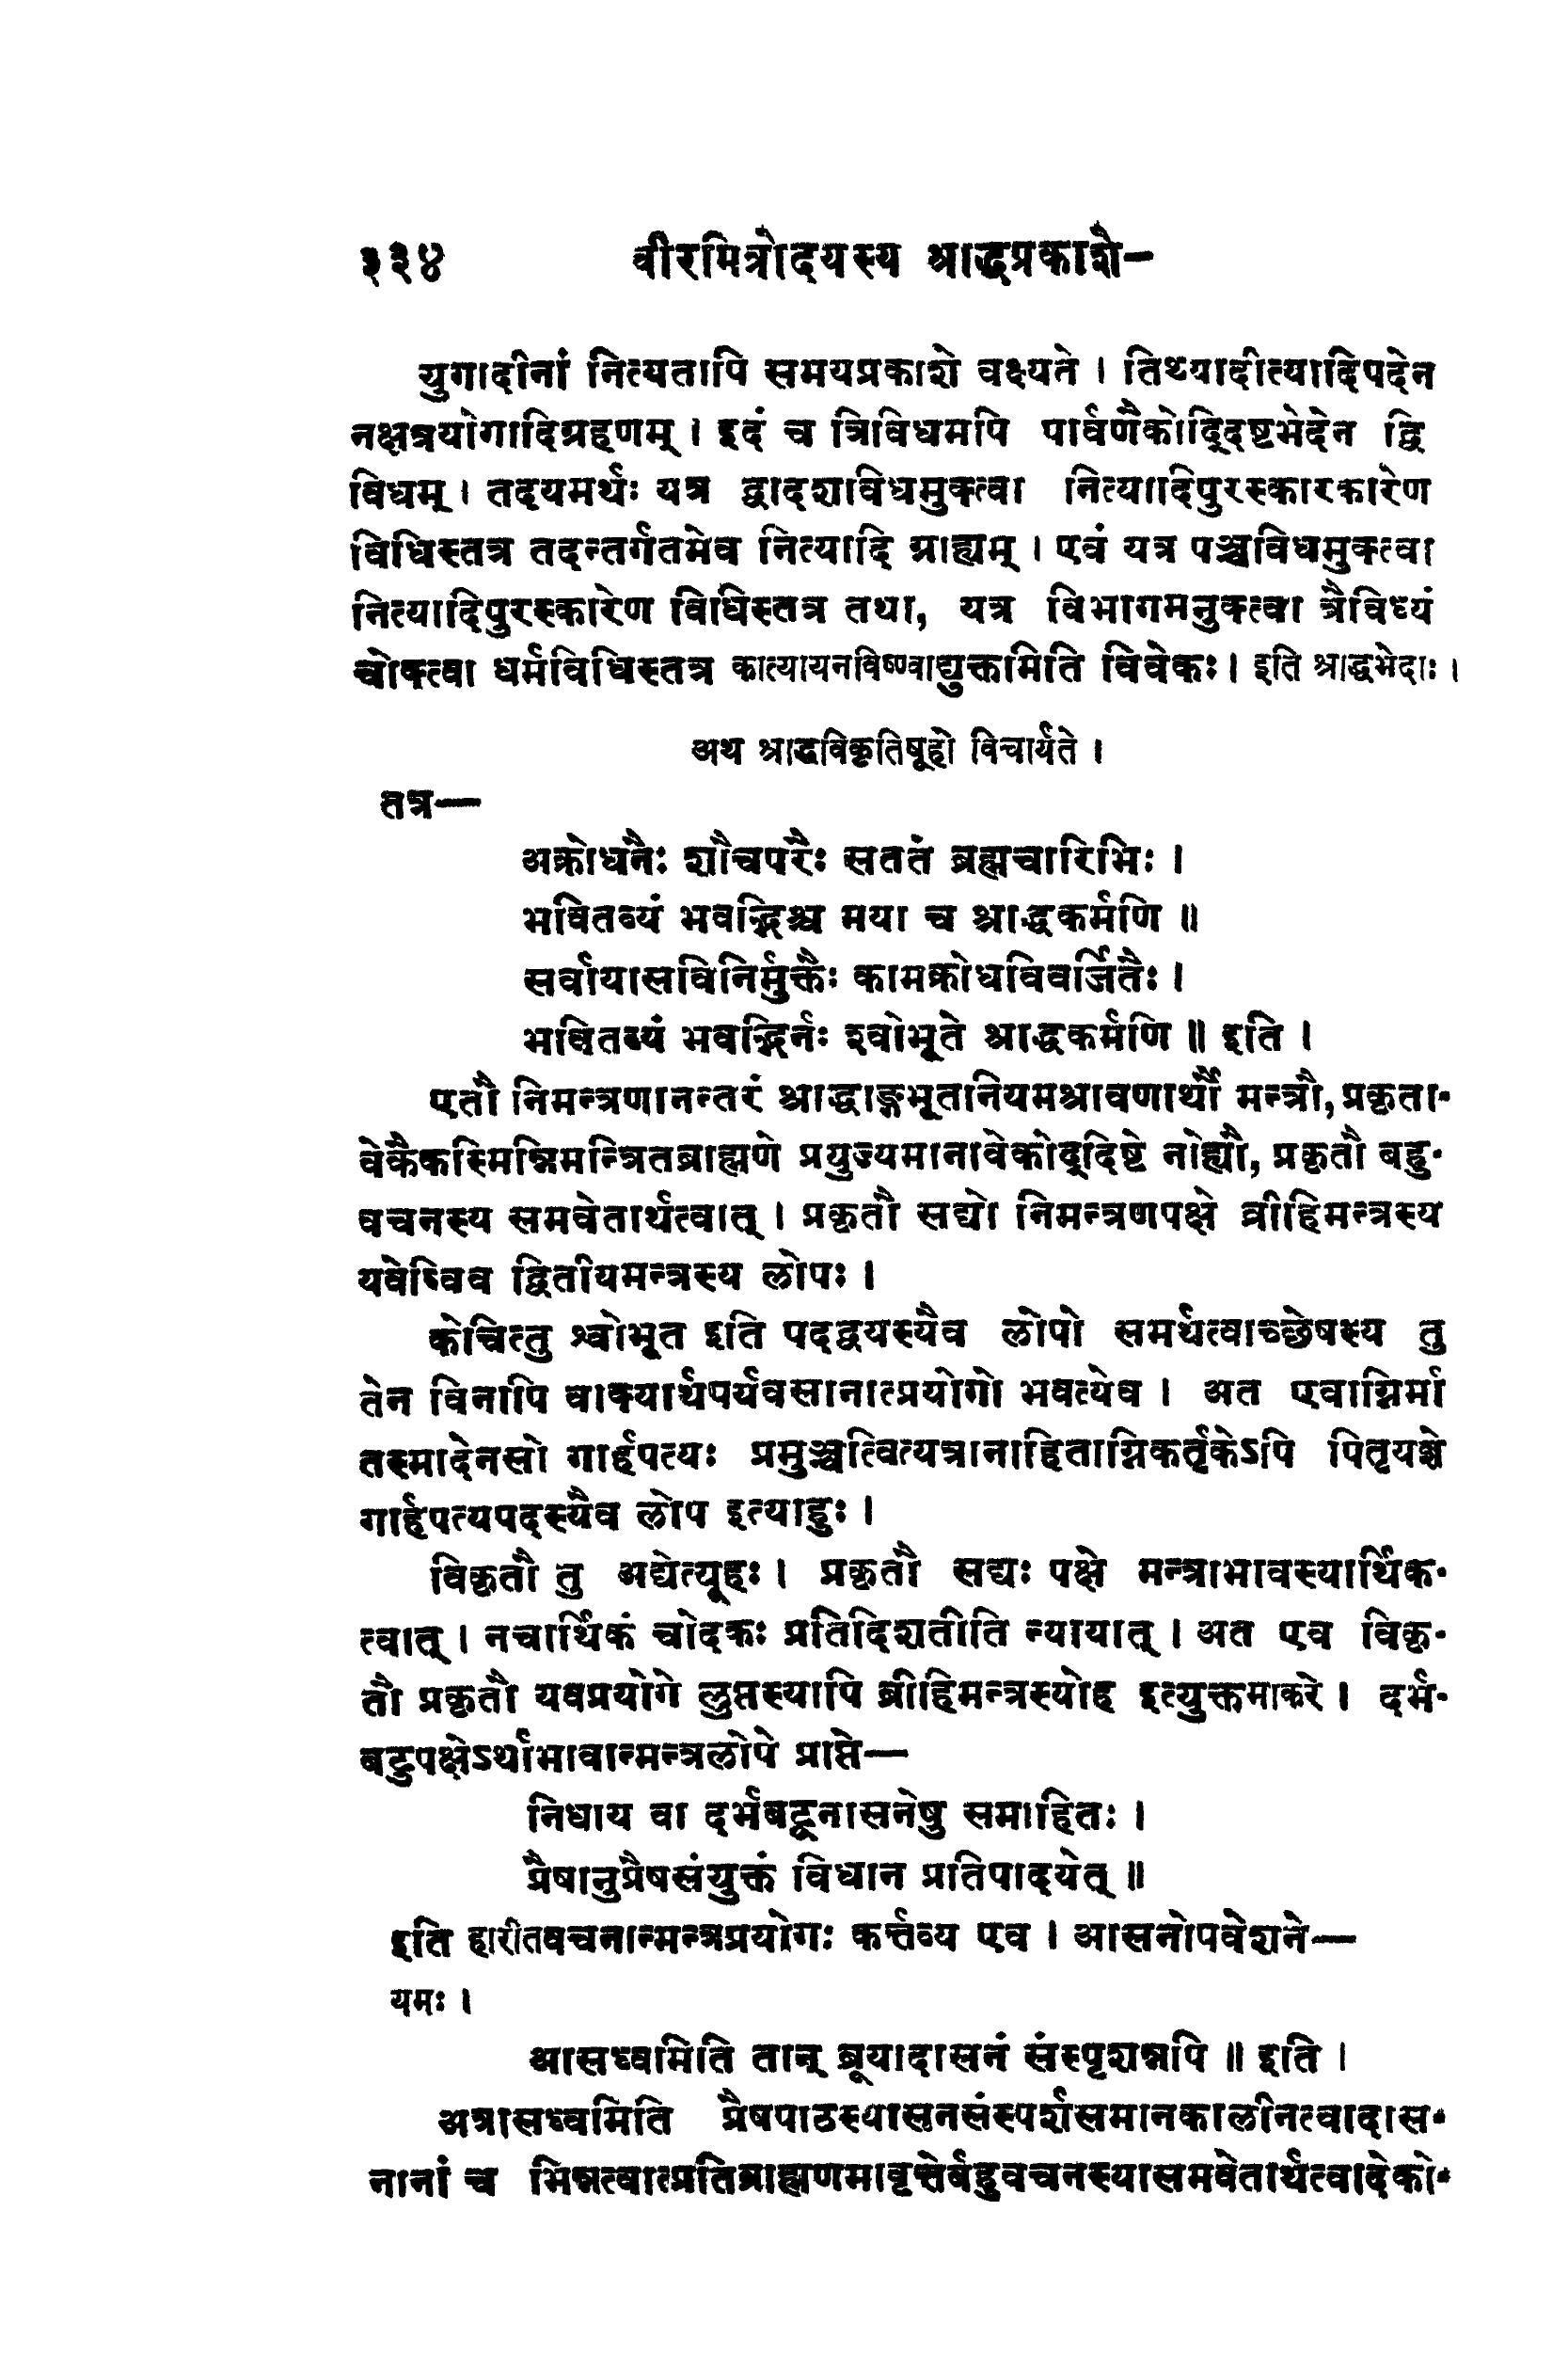 ३३४ वीरमित्रोदयस्य श्राद्धप्रकाशे-
युगादीनां नित्यतापि समयप्रकाशे वक्ष्यते । तिथ्यादीत्यादिपदेन
नक्षत्रयोगादिग्रहणम् । इदं च त्रिविधमपि पार्वणैकोद्दिष्टभेदेन द्वि
विधम् । तदयमर्थः यत्र द्वादशविधमुक्त्वा नित्यादिपुरस्कारकारेण
विधिस्तत्र तदन्तर्गतमेव नित्यादि ग्राह्यम् । एवं यत्र पञ्चविधमुक्त्वा
नित्यादिपुरस्कारेण विधिस्तत्र तथा, यत्र विभागमनुक्त्वा त्रैविध्यं
चोक्त्वा धर्मविधिस्तत्र कात्यायनविष्ण्वाद्युक्तमिति विवेकः । इति श्राद्धभेदाः ।
अथ श्राद्धविकृतिषूहो विचार्यते ।
तत्र—
अक्रोधनैः शौचपरैः सततं ब्रह्मचारिभिः ।
भवितव्यं भवद्भिश्च मया च श्राद्धकर्मणि ॥
सर्वायासविनिर्मुक्तैः कामक्रोधविवर्जितैः ।
भवितव्यं भवद्भिर्नः श्वोभूते श्राद्धकर्मणि ॥ इति ।
एतौ निमन्त्रणानन्तरं श्राद्धाङ्गभूतानियमश्रावणार्थौ मन्त्रौ, प्रकृता-
वेकैकस्मिन्निमन्त्रितब्राह्मणे प्रयुज्यमानावेकोद्दिष्टे नोह्यौ, प्रकृतौ बहु-
वचनस्य समवेतार्थत्वात् । प्रकृतौ सद्यो निमन्त्रणपक्षे व्रीहिमन्त्रस्य
यवेष्विव द्वितीयमन्त्रस्य लोपः ।
केचित्तु श्वोभूत इति पदद्वयस्यैव लोपो समर्थत्वाच्छेषस्य तु
तेन विनापि वाक्यार्थपर्यवसानात्प्रयोगो भवत्येव । अत एवाग्निर्मा
तस्मादेनसो गार्हपत्यः प्रमुञ्चत्वित्यत्रानाहिताग्निकर्तृकेऽपि पितृयज्ञे
गार्हपत्यपदस्यैव लोप इत्याहुः ।
विकृतौ तु अद्येत्यूहः । प्रकृतौ सद्यः पक्षे मन्त्राभावस्यार्थिक-
त्वात् । नचार्थिकं चोदकः प्रतिदिशतीति न्यायात् । अत एव विकृ-
तौ प्रकृतौ यवप्रयोगे लुप्तस्यापि व्रीहिमन्त्रस्योह इत्युक्तमाकरे । दर्भ-
बटुपक्षेऽर्थाभावान्मन्त्रलोपे प्राप्ते—
निधाय वा दर्भबटूनासनेषु समाहितः ।
प्रैषानुप्रैषसंयुक्तं विधान प्रतिपादयेत् ॥
इति हारीतवचनान्मन्त्रप्रयोगः कर्त्तव्य एव । आसनोपवेशने—
यमः ।
आसध्वमिति तान् ब्रूयादासनं संस्पृशन्नपि ॥ इति ।
अत्रासध्वमिति प्रैषपाठस्यासनसंस्पर्शसमानकालीनत्वादास-
नानां च भिन्नत्वात्प्रतिब्राह्मणमावृत्तेर्बहुवचनस्यासमवेतार्थत्वादेको-